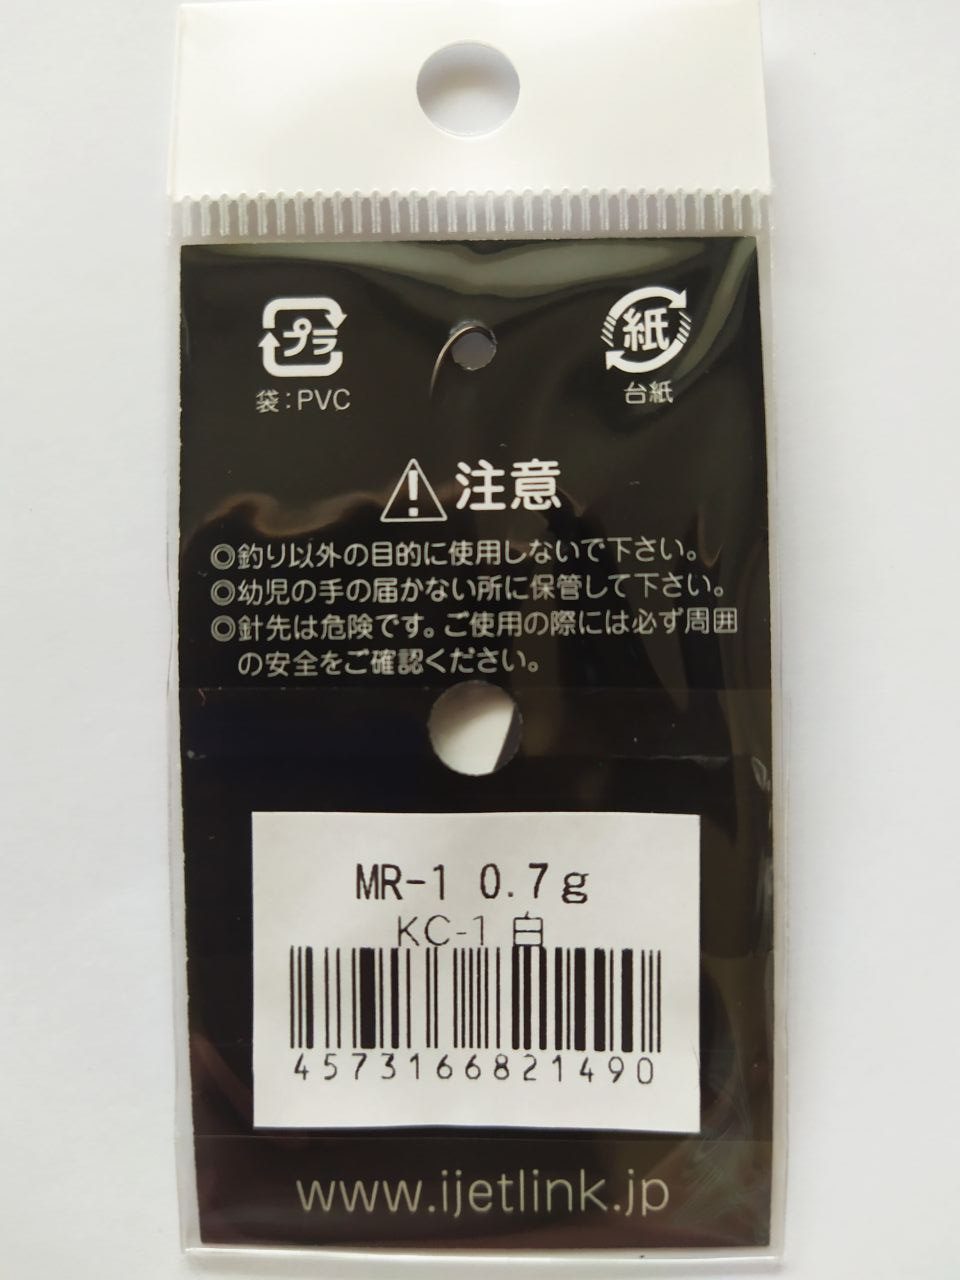 プラ
紙
袋:PVC
台紙
注意
◎釣り以外の目的に使用しないで下さい。
◎幼児の手の届かない所に保管して下さい。
◎針先は危険です。ご使用の際には必ず周囲
の安全をご確認ください。
MR-1 0.7g
KC-1 白
4573166821490
www.ijetlink.jp